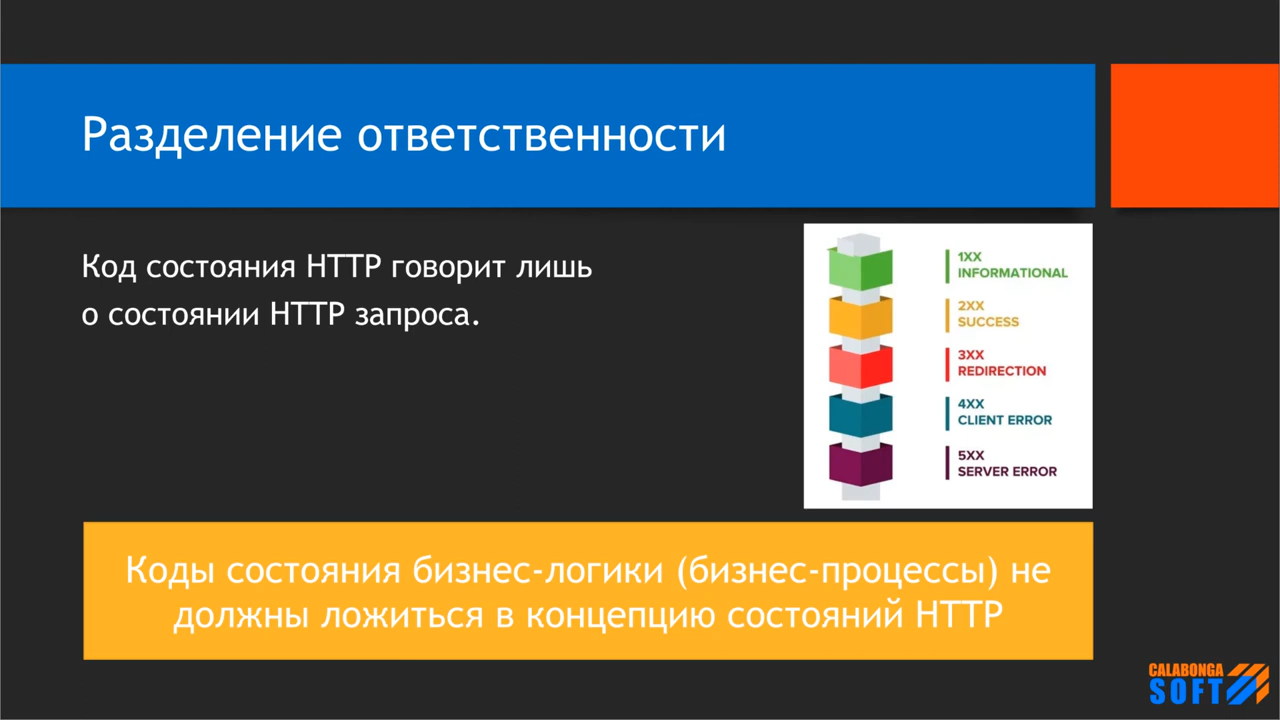 Разделение ответственности
Код состояния HTTP говорит лишь
о состоянии HTTP запроса.
1XX
INFORMATIONAL
2XX
SUCCESS
3XX
REDIRECTION
4XX
CLIENT ERROR
5XX
SERVER ERROR
Коды состояния бизнес-логики (бизнес-процессы) не
должны ложиться в концепцию состояний HTTP
CALABONGA
SOFT